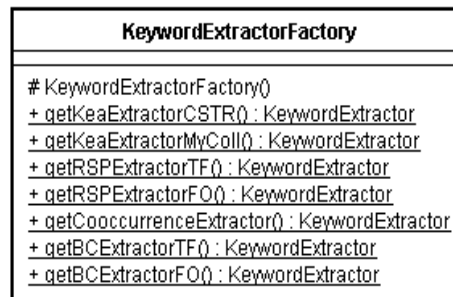 KeywordExtractorFactory
# KeywordExtractorFactory()
+ getKeaExtractorCSTR() : KeywordExtractor
+ getKeaExtractorMyColl() : KeywordExtractor
+ getRSPExtractorTF() : KeywordExtractor
+ getRSPExtractorFO() : KeywordExtractor
+ getCooccurrenceExtractor() : KeywordExtractor
+ getBCExtractorTF() : KeywordExtractor
+ getBCExtractorFO() : KeywordExtractor